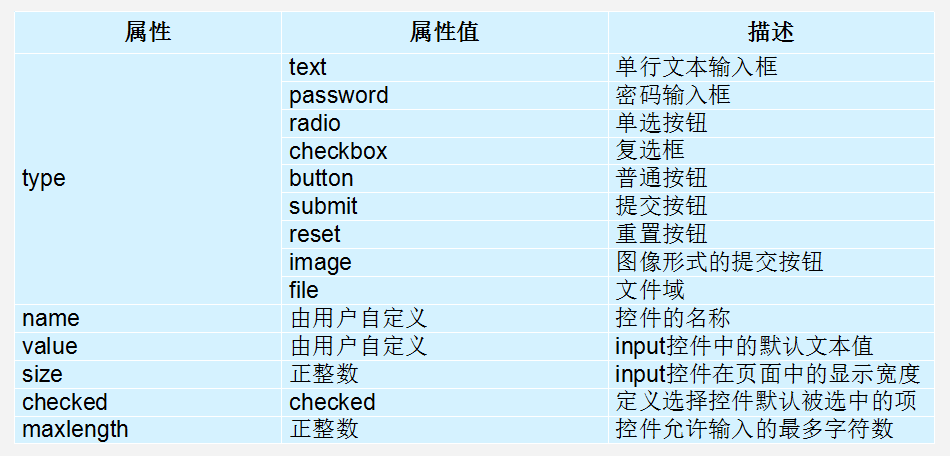 属性 属性值 描述
text 单行文本输入框
password 密码输入框
radio 单选按钮
checkbox 复选框
type button 普通按钮
submit 提交按钮
reset 重置按钮
image 图像形式的提交按钮
file 文件域
name 由用户自定义 控件的名称
value 由用户自定义 input控件中的默认文本值
size 正整数 input控件在页面中的显示宽度
checked checked 定义选择控件默认被选中的项
maxlength 正整数 控件允许输入的最多字符数